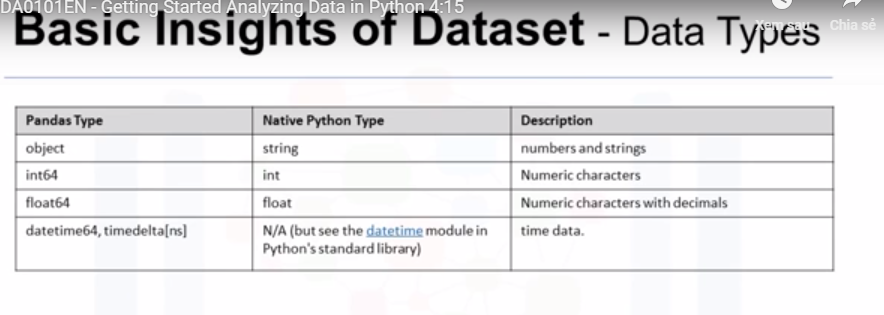 DA0101EN - Getting Started Analyzing Data in Python 4:15
Xem sau Chia sẻ
Basic Insights of Dataset - Data Types
Pandas Type Native Python Type Description
object string numbers and strings
int64 int Numeric characters
float64 float Numeric characters with decimals
datetime64, timedelta[ns] N/A (but see the datetime module in time data.
Python's standard library)